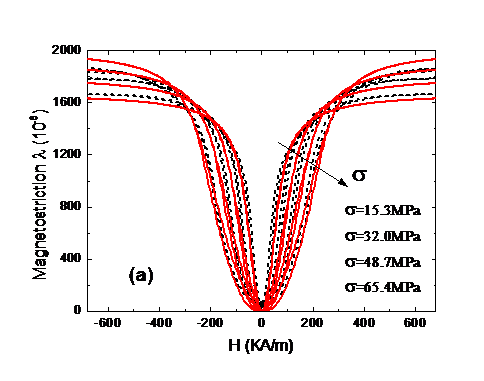 2000
1600
1200
800
400
0
Magnetostriction λ (10⁻⁶)
σ
σ=15.3MPa
σ=32.0MPa
σ=48.7MPa
σ=65.4MPa
(a)
-600 -400 -200 0 200 400 600
H (KA/m)